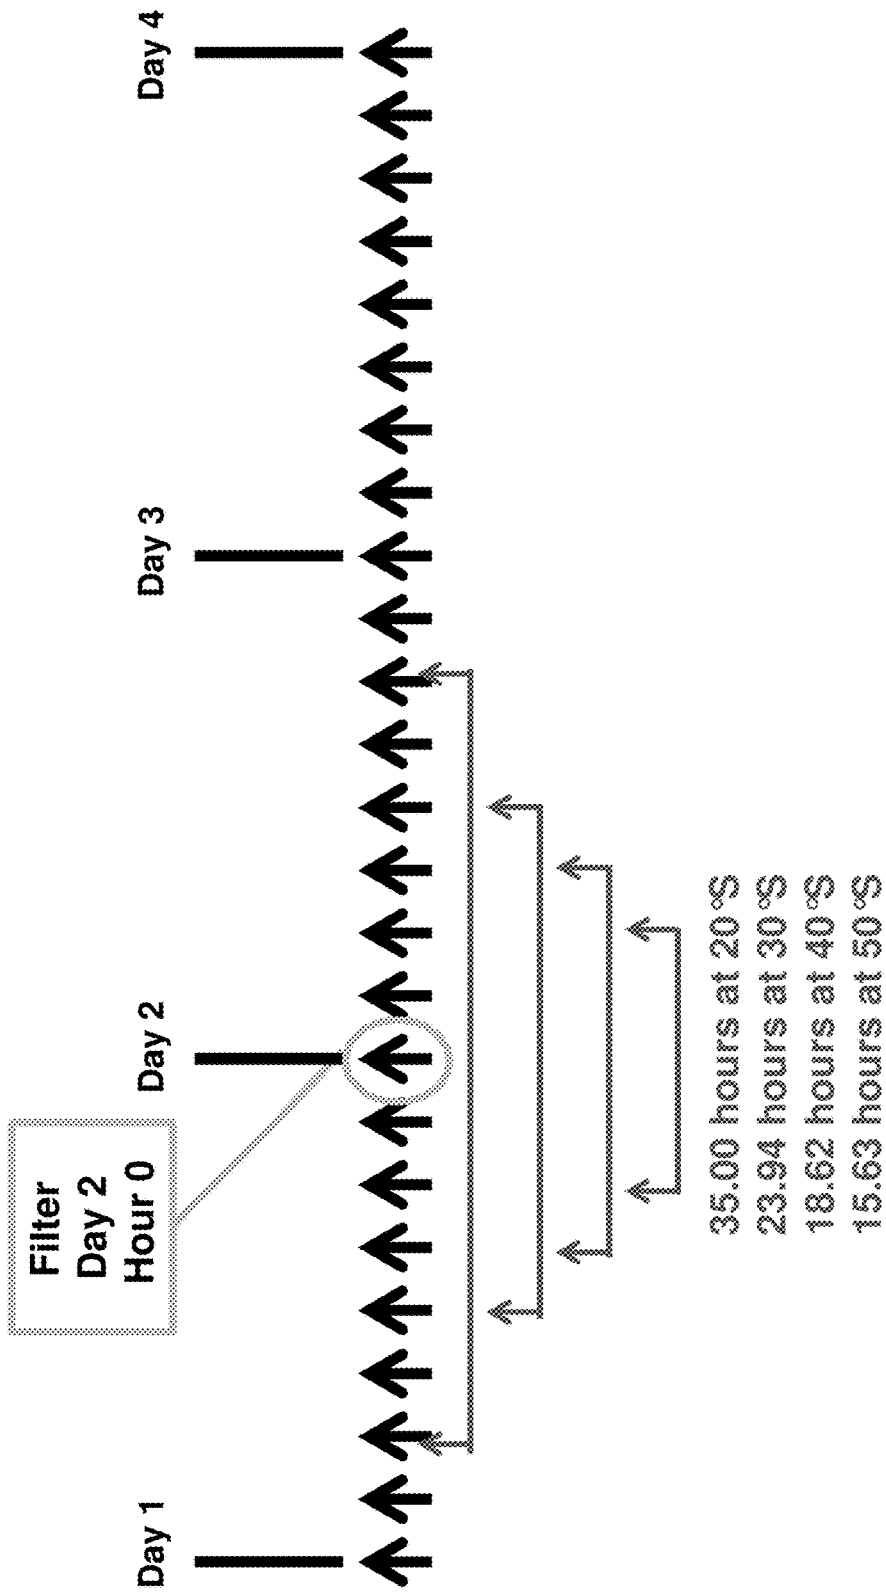 Day 1
Day 2
Day 3
Day 4
Filter
Day 2
Hour 0
35.00 hours at 20°S
23.94 hours at 30°S
18.62 hours at 40°S
15.63 hours at 50°S